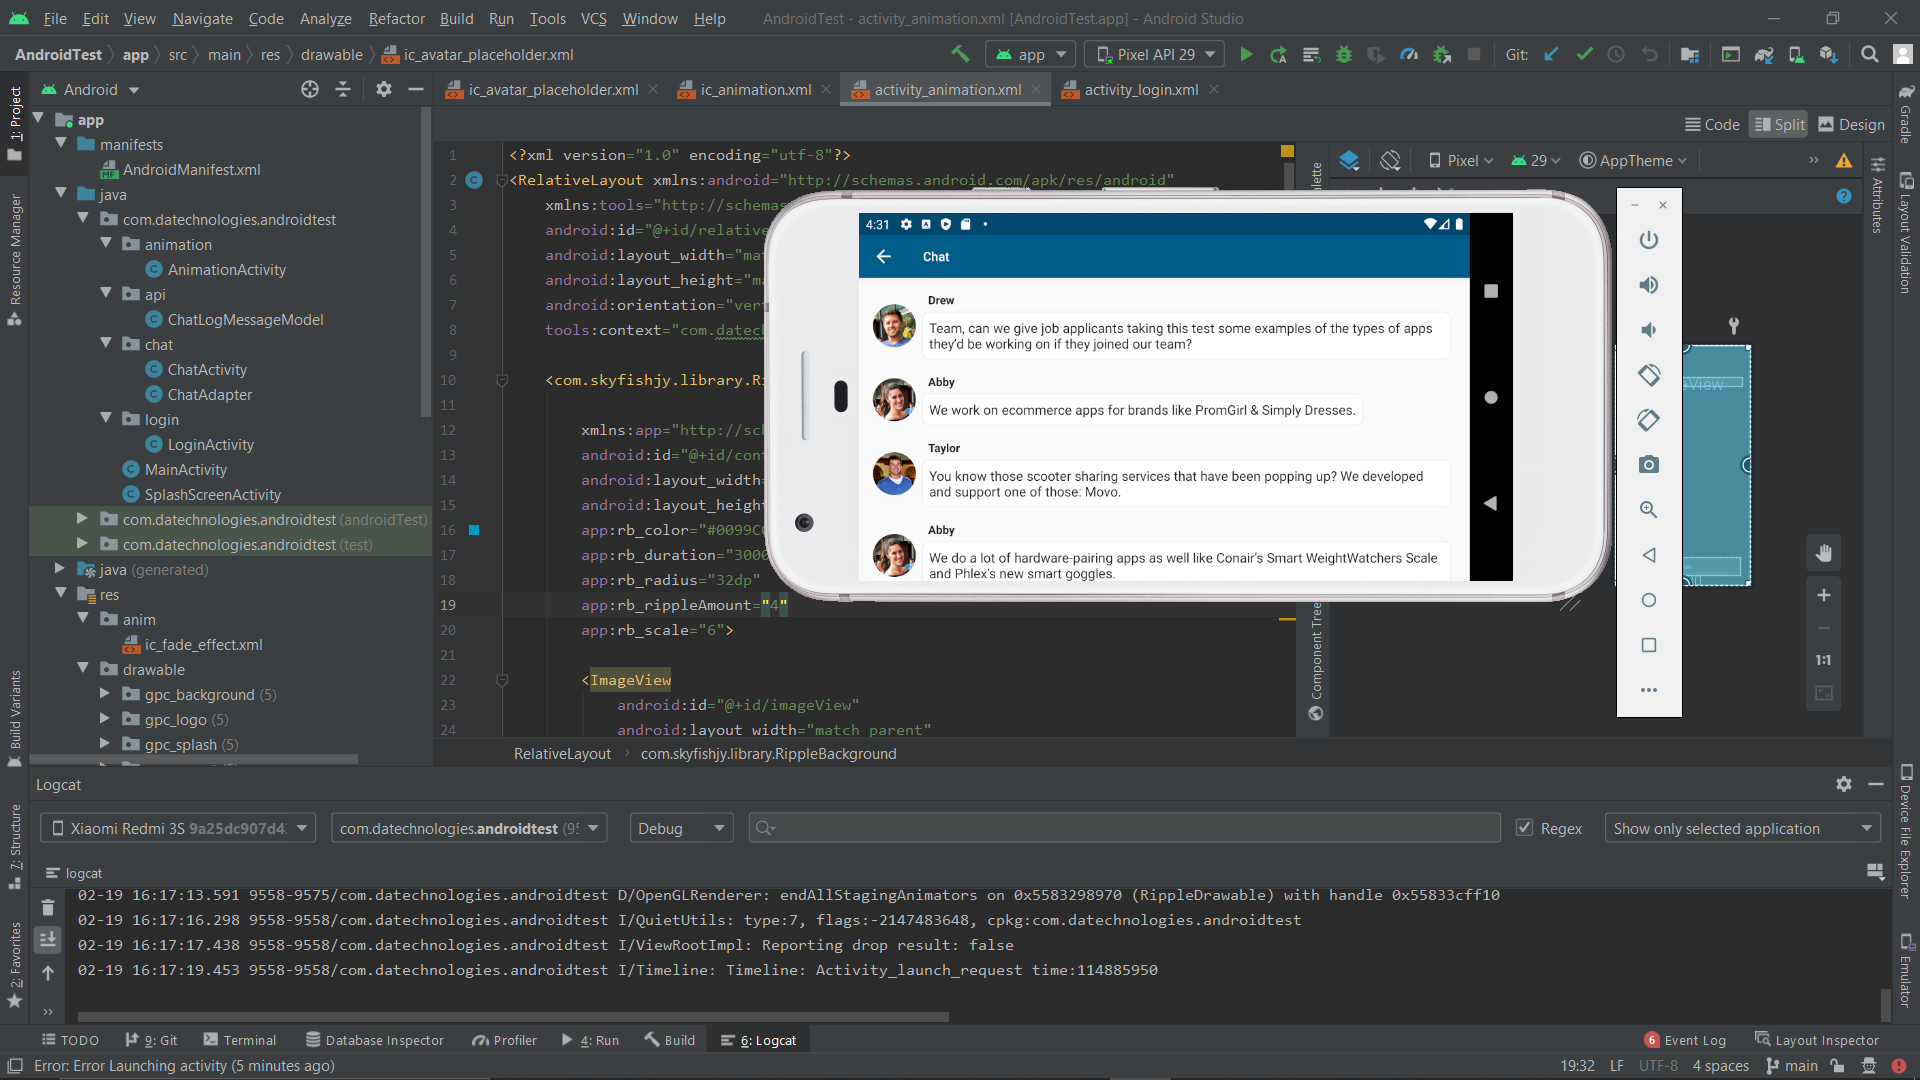 File Edit View Navigate Code Analyze Refactor Build Run Tools VCS Window Help AndroidTest - activity_animation.xml [AndroidTest.app] - Android Studio
AndroidTest app src main res drawable ic_avatar_placeholder.xml app Pixel API 29 Git:
Android ic_avatar_placeholder.xml ic_animation.xml activity_animation.xml activity_login.xml
Code Split Design
Pixel 29 AppTheme
1: Project
Resource Manager
Build Variants
7: Structure
2: Favorites
app
manifests
AndroidManifest.xml
java
com.datechnologies.androidtest
animation
AnimationActivity
api
ChatLogMessageModel
chat
ChatActivity
ChatAdapter
login
LoginActivity
MainActivity
SplashScreenActivity
com.datechnologies.androidtest (androidTest)
com.datechnologies.androidtest (test)
java (generated)
res
anim
ic_fade_effect.xml
drawable
gpc_background (5)
gpc_logo (5)
gpc_splash (5)
1 <?xml version="1.0" encoding="utf-8"?>
2 <RelativeLayout xmlns:android="http://schemas.android.com/apk/res/android"
3 xmlns:tools="http://schemas
4 android:id="@+id/relative
5 android:layout_width="mat
6 android:layout_height="ma
7 android:orientation="vert
8 tools:context="com.datech
9
10 <com.skyfishjy.library.Ri
11
12 xmlns:app="http://sch
13 android:id="@+id/cont
14 android:layout_width=
15 android:layout_height
16 app:rb_color="#0099CC
17 app:rb_duration="3000
18 app:rb_radius="32dp"
19 app:rb_rippleAmount="4"
20 app:rb_scale="6">
21
22 <ImageView
23 android:id="@+id/imageView"
24 android:layout_width="match_parent"
RelativeLayout com.skyfishjy.library.RippleBackground
4:31
Chat
Drew
Team, can we give job applicants taking this test some examples of the types of apps
they'd be working on if they joined our team?
Abby
We work on ecommerce apps for brands like PromGirl & Simply Dresses.
Taylor
You know those scooter sharing services that have been popping up? We developed
and support one of those: Movo.
Abby
We do a lot of hardware-pairing apps as well like Conair's Smart WeightWatchers Scale
and Phlex's new smart goggles.
Component Tree
1:1
Gradle
Attributes
Layout Validation
Device File Explorer
Emulator
Logcat
Xiaomi Redmi 3S 9a25dc907d4 com.datechnologies.androidtest (95 Debug Regex Show only selected application
logcat
02-19 16:17:13.591 9558-9575/com.datechnologies.androidtest D/OpenGLRenderer: endAllStagingAnimators on 0x5583298970 (RippleDrawable) with handle 0x55833cff10
02-19 16:17:16.298 9558-9558/com.datechnologies.androidtest I/QuietUtils: type:7, flags:-2147483648, cpkg:com.datechnologies.androidtest
02-19 16:17:17.438 9558-9558/com.datechnologies.androidtest I/ViewRootImpl: Reporting drop result: false
02-19 16:17:19.453 9558-9558/com.datechnologies.androidtest I/Timeline: Timeline: Activity_launch_request time:114885950
TODO 9: Git Terminal Database Inspector Profiler 4: Run Build 6: Logcat 6 Event Log Layout Inspector
Error: Error Launching activity (5 minutes ago) 19:32 LF UTF-8 4 spaces main